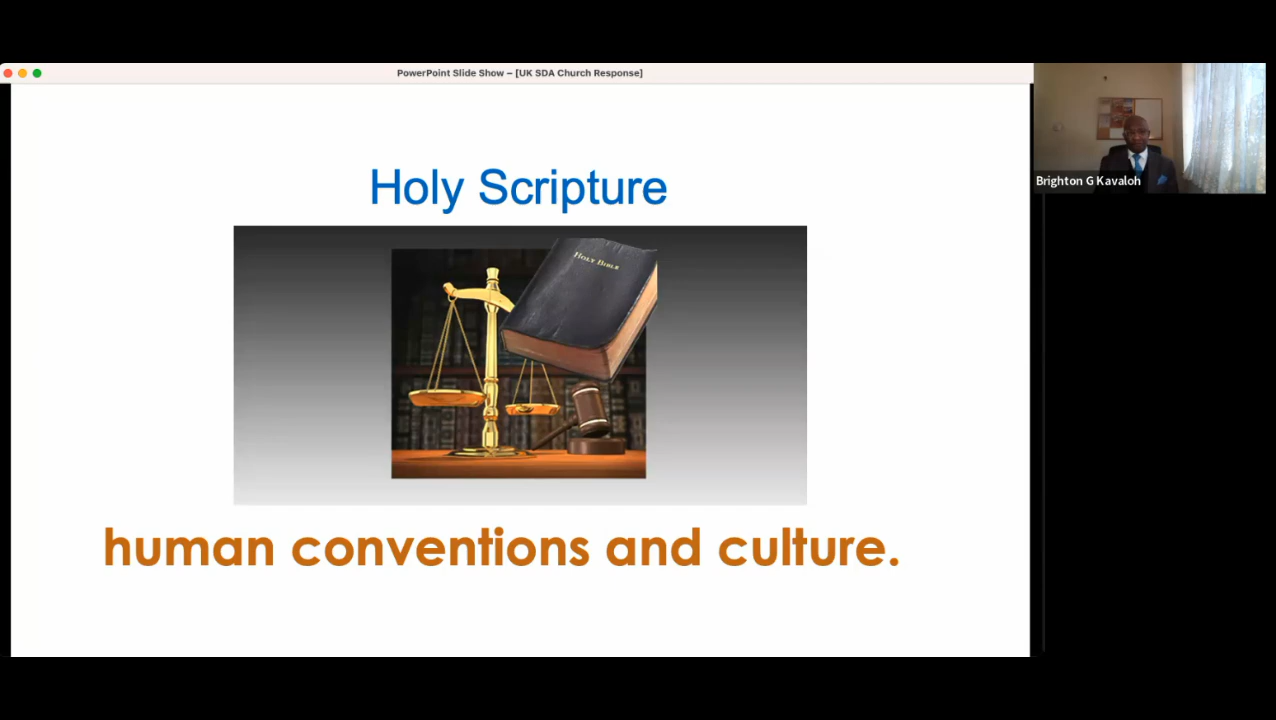 PowerPoint Slide Show – [UK SDA Church Response]
Brighton G Kavaloh
Holy Scripture
HOLY BIBLE
human conventions and culture.